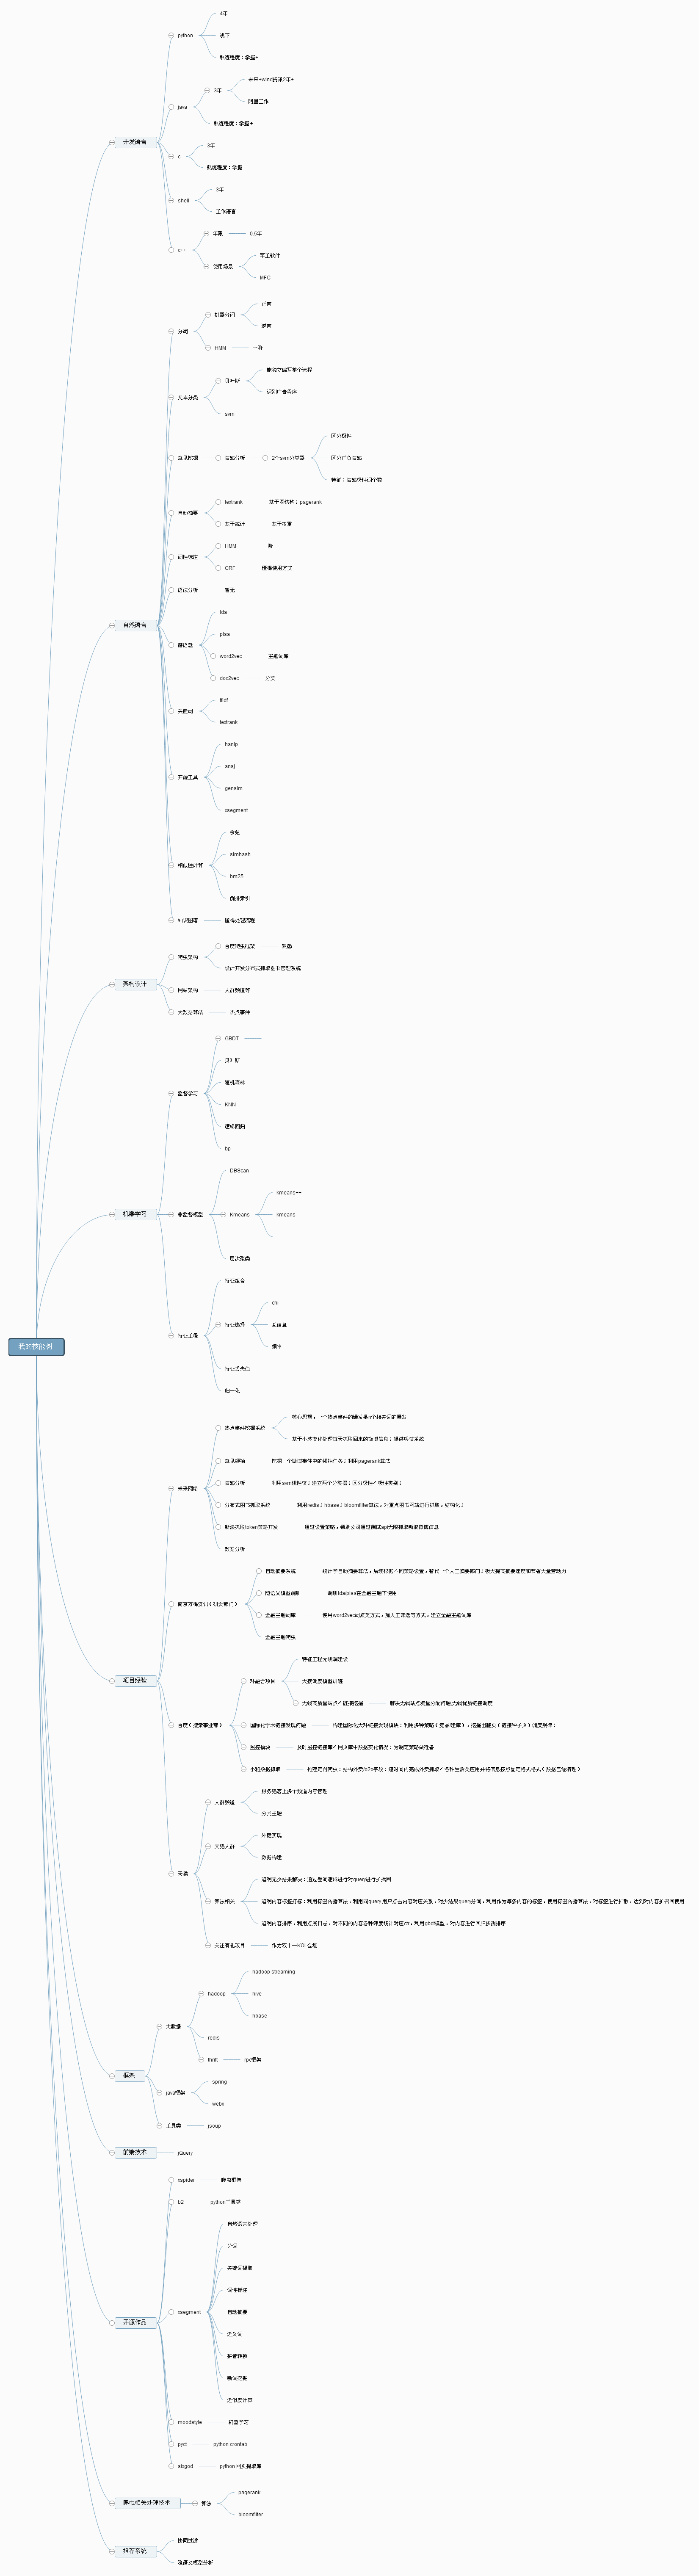 我的技能树
开发语言
python
4年
线下
熟练程度：掌握+
java
3年
未来+wind资讯2年+
阿里工作
熟练程度：掌握+
c
3年
熟练程度：掌握
shell
3年
工作语言
c++
年限
0.5年
使用场景
军工软件
MFC
自然语言
分词
机器分词
正向
逆向
HMM
一阶
文本分类
贝叶斯
能独立编写整个流程
识别广告程序
svm
意见挖掘
情感分析
2个svm分类器
区分极性
区分正负情感
特征：情感极性词个数
自动摘要
textrank
基于图结构；pagerank
基于统计
基于权重
词性标注
HMM
一阶
CRF
懂得使用方式
语法分析
暂无
潜语意
lda
plsa
word2vec
主题词库
doc2vec
分类
关键词
tfidf
textrank
开源工具
hanlp
ansj
gensim
xsegment
相似性计算
余弦
simhash
bm25
倒排索引
知识图谱
懂得处理流程
架构设计
爬虫架构
百度爬虫框架
熟悉
设计开发分布式抓取图书管理系统
网站架构
人群频道等
大数据算法
热点事件
机器学习
监督学习
GBDT
贝叶斯
随机森林
KNN
逻辑回归
bp
非监督模型
DBScan
Kmeans
kmeans++
kmeans
层次聚类
特征工程
特征组合
特征选择
chi
互信息
频率
特征丢失值
归一化
项目经验
未来网站
热点事件挖掘系统
核心思想，一个热点事件的爆发是n个相关词的爆发
基于小波变化处理每天抓取回来的微博信息；提供舆情系统
意见领袖
挖掘一个微博事件中的领袖任务；利用pagerank算法
情感分析
利用svm线性核；建立两个分类器；区分极性/极性类别；
分布式图书抓取系统
利用redis；hbase；bloomfilter算法，对重点图书网站进行抓取，结构化；
新浪抓取token策略开发
通过设置策略，帮助公司通过测试api无限抓取新浪微博信息
数据分析
南京万得资讯（研发部门）
自动摘要系统
统计学自动摘要算法，后续根据不同策略设置，替代一个人工摘要部门；极大提高摘要速度和节省大量劳动力
隐语义模型调研
调研lda/plsa在金融主题下使用
金融主题词库
使用word2vec词聚类方式，加人工筛选等方式，建立金融主题词库
金融主题爬虫
百度（搜索事业部）
环融合项目
特征工程无线端建设
大搜调度模型训练
无线高质量站点/链接挖掘
解决无线站点流量分配问题,无线优质链接调度
国际化学术链接发现问题
构建国际化大环链接发现模块；利用多种策略（竞品/建库），挖掘出翻页（链接种子页）调度规律；
监控模块
及时监控链接库/网页库中数据变化情况；为制定策略做准备
小批数据抓取
构建定向爬虫；结构外卖/o2o字段；短时间内完成外卖抓取/各种生活类应用并将信息按照固定格式格式（数据已经清理）
天猫
人群频道
服务猫客上多个频道内容管理
分支主题
天猫人群
外键实现
数据构建
算法相关
逛啊无少结果解决；通过丢词逻辑进行对query进行扩扰回
逛啊内容标签打标；利用标签传播算法，利用同query 用户点击内容对应关系，对少结果query分词，利用作为每条内容的标签，使用标签传播算法，对标签进行扩散，达到对内容扩召回使用
逛啊内容排序，利用点展日志，对不同的内容各种纬度统计对应ctr，利用gbdt模型，对内容进行回归预测排序
关注有礼项目
作为双十一KOL会场
框架
大数据
hadoop
hadoop streaming
hive
hbase
redis
thrift
rpd框架
java框架
spring
webx
工具类
jsoup
前端技术
jQuery
开源作品
xspider
爬虫框架
b2
python工具类
xsegment
自然语言处理
分词
关键词提取
词性标注
自动摘要
近义词
拼音转换
新词挖掘
近似度计算
moodstyle
机器学习
pyct
python crontab
sixgod
python 网页提取库
爬虫相关处理技术
算法
pagerank
bloomfilter
推荐系统
协同过滤
隐语义模型分析